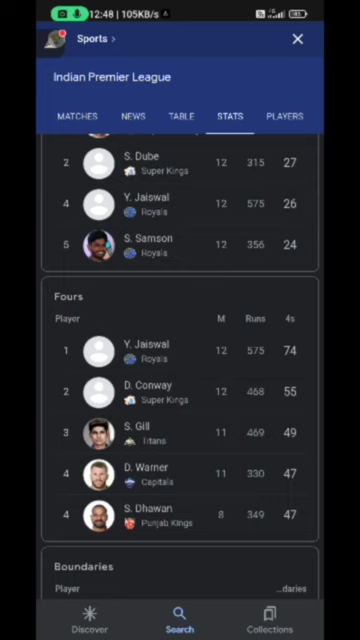 12:48 | 105KB/s
Sports >
Indian Premier League
MATCHES NEWS TABLE STATS PLAYERS
2 S. Dube 12 315 27
Super Kings
4 Y. Jaiswal 12 575 26
Royals
5 S. Samson 12 356 24
Royals
Fours
Player M Runs 4s
1 Y. Jaiswal 12 575 74
Royals
2 D. Conway 12 468 55
Super Kings
3 S. Gill 11 469 49
Titans
4 D. Warner 11 330 47
Capitals
4 S. Dhawan 8 349 47
Punjab Kings
Boundaries
Player ...daries
Discover Search Collections